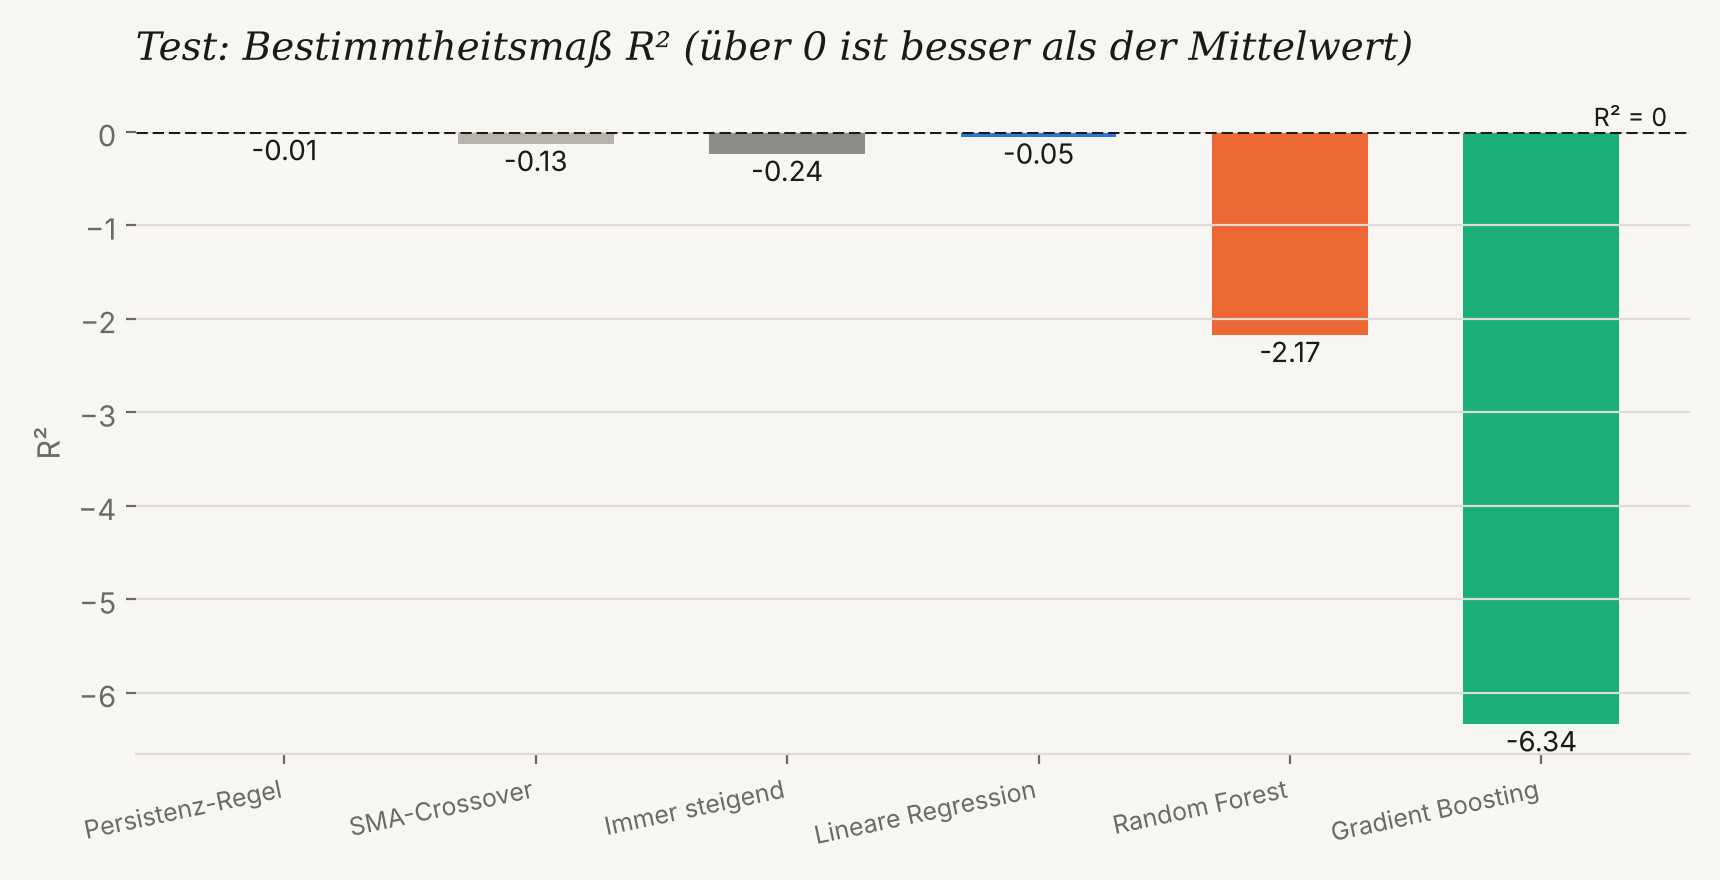 Test: Bestimmtheitsmaß R² (über 0 ist besser als der Mittelwert)
R² = 0
0
-0.01
-0.13
-0.24
-0.05
−1
−2
-2.17
−3
R²
−4
−5
−6
-6.34
Persistenz-Regel
SMA-Crossover
Immer steigend
Lineare Regression
Random Forest
Gradient Boosting